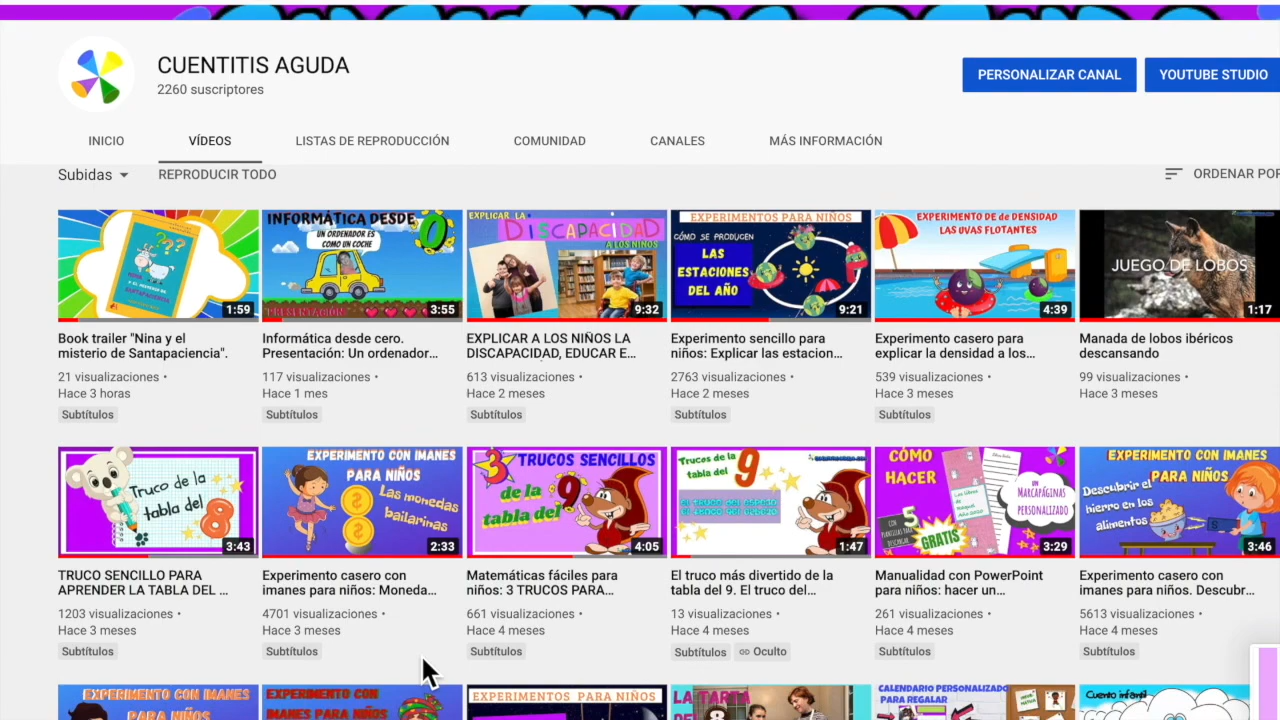 CUENTITIS AGUDA
2260 suscriptores
PERSONALIZAR CANAL
YOUTUBE STUDIO
INICIO
VÍDEOS
LISTAS DE REPRODUCCIÓN
COMUNIDAD
CANALES
MÁS INFORMACIÓN
Subidas
REPRODUCIR TODO
ORDENAR POR
???
1:59
INFORMÁTICA DESDE
0
UN ORDENADOR ES
COMO UN COCHE
PRESENTACIÓN
3:55
EXPLICAR LA
DISCAPACIDAD
A LOS NIÑOS
9:32
EXPERIMENTOS PARA NIÑOS
CÓMO SE PRODUCEN
LAS
ESTACIONES
DEL AÑO
9:21
EXPERIMENTO DE de DENSIDAD
LAS UVAS FLOTANTES
4:39
JUEGO DE LOBOS
1:17
Book trailer "Nina y el
misterio de Santapaciencia".
21 visualizaciones •
Hace 3 horas
Subtítulos
Informática desde cero.
Presentación: Un ordenador...
117 visualizaciones •
Hace 1 mes
Subtítulos
EXPLICAR A LOS NIÑOS LA
DISCAPACIDAD, EDUCAR E...
613 visualizaciones •
Hace 2 meses
Subtítulos
Experimento sencillo para
niños: Explicar las estacion...
2763 visualizaciones •
Hace 2 meses
Subtítulos
Experimento casero para
explicar la densidad a los...
539 visualizaciones •
Hace 3 meses
Subtítulos
Manada de lobos ibéricos
descansando
99 visualizaciones •
Hace 3 meses
Truco de la
tabla del
8
3:43
EXPERIMENTO CON IMANES
PARA NIÑOS
Las monedas
bailarinas
2:33
3 TRUCOS SENCILLOS
de la
tabla del 9
4:05
Trucos de la
tabla del 9
1:47
CÓMO
HACER
UN
MARCAPÁGINAS
PERSONALIZADO
CON
5
PLANTILLAS PARA
DESCARGAR
GRATIS
3:29
EXPERIMENTO CON IMANES
PARA NIÑOS
Descubrir el
hierro en los
alimentos
3:46
TRUCO SENCILLO PARA
APRENDER LA TABLA DEL ...
1203 visualizaciones •
Hace 3 meses
Subtítulos
Experimento casero con
imanes para niños: Moneda...
4701 visualizaciones •
Hace 3 meses
Subtítulos
Matemáticas fáciles para
niños: 3 TRUCOS PARA...
661 visualizaciones •
Hace 4 meses
Subtítulos
El truco más divertido de la
tabla del 9. El truco del...
13 visualizaciones •
Hace 4 meses
Subtítulos
Oculto
Manualidad con PowerPoint
para niños: hacer un...
261 visualizaciones •
Hace 4 meses
Subtítulos
Experimento casero con
imanes para niños. Descubr...
5613 visualizaciones •
Hace 4 meses
Subtítulos
EXPERIMENTO CON IMANES
PARA NIÑOS
EXPERIMENTO CON
IMANES PARA NIÑOS
EXPERIMENTOS PARA NIÑOS
LA TARTA
CALENDARIO PERSONALIZADO
PARA REGALAR
Cuento infantil